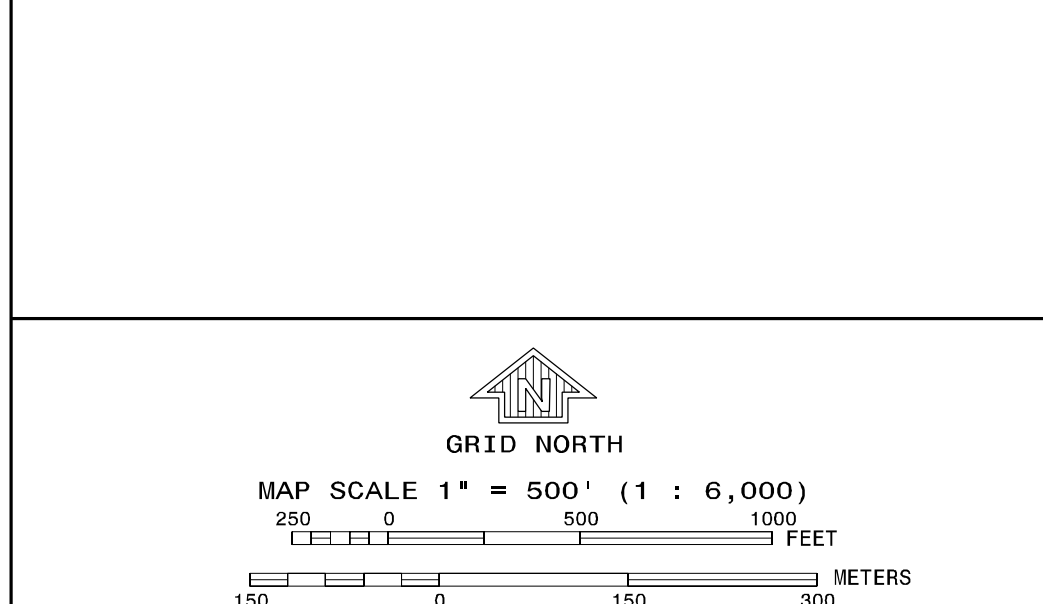 N
GRID NORTH
MAP SCALE 1" = 500' (1 : 6,000)
250 0 500 1000
FEET
METERS
150 0 150 300